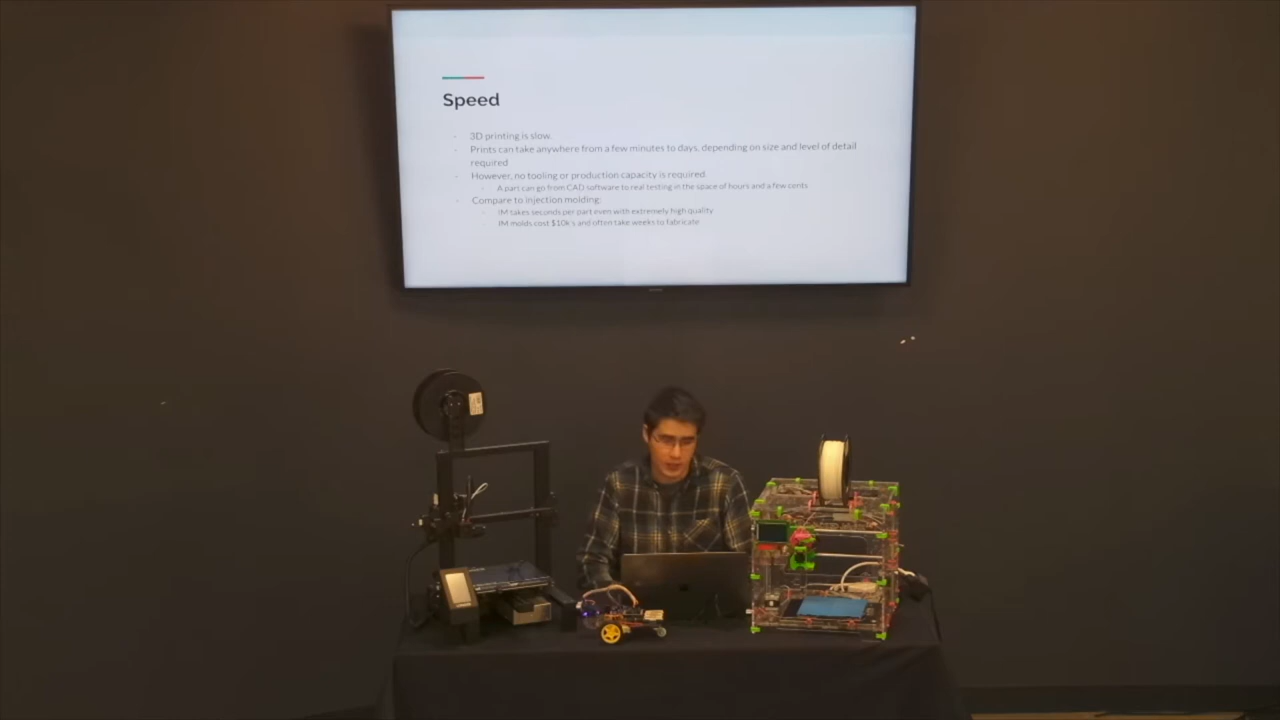 Speed
- 3D printing is slow.
- Prints can take anywhere from a few minutes to days, depending on size and level of detail
required
- However, no tooling or production capacity is required.
- A part can go from CAD software to real testing in the space of hours and a few cents
- Compare to injection molding:
- IM takes seconds per part even with extremely high quality
- IM molds cost $10k's and often take weeks to fabricate